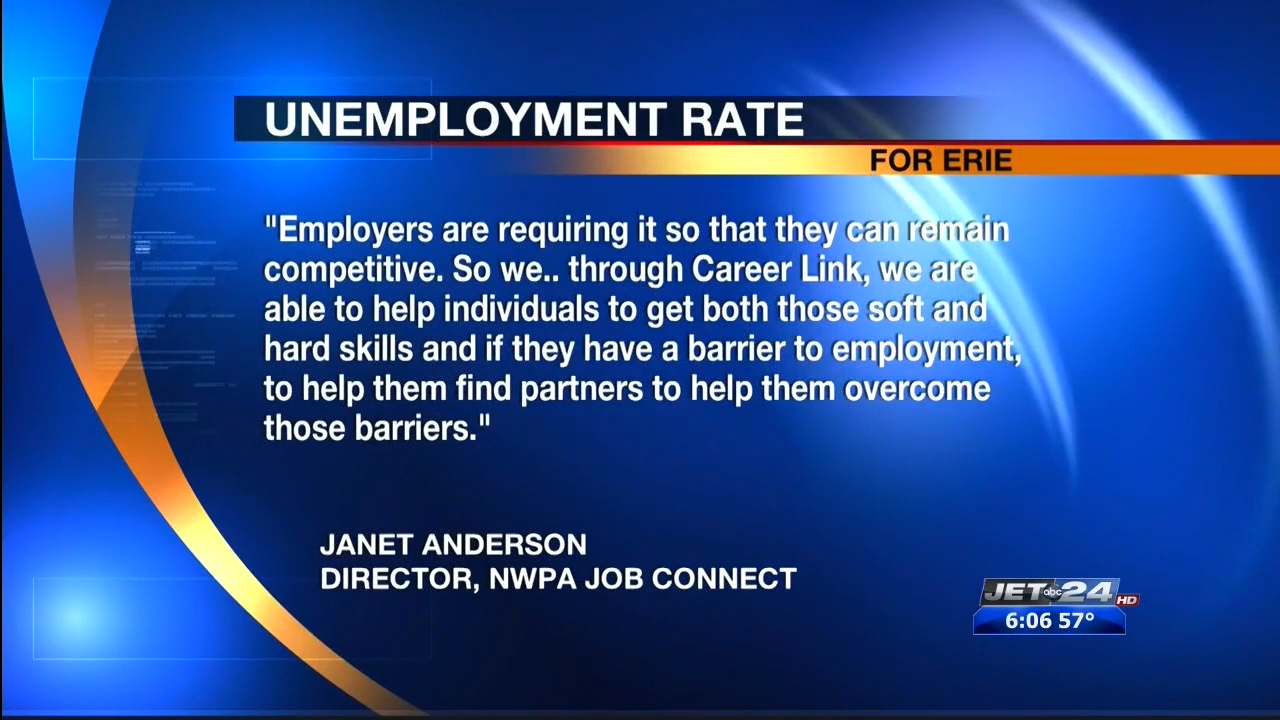 UNEMPLOYMENT RATE
FOR ERIE
"Employers are requiring it so that they can remain
competitive. So we.. through Career Link, we are
able to help individuals to get both those soft and
hard skills and if they have a barrier to employment,
to help them find partners to help them overcome
those barriers."
JANET ANDERSON
DIRECTOR, NWPA JOB CONNECT
JET abc 24 HD
6:06 57°